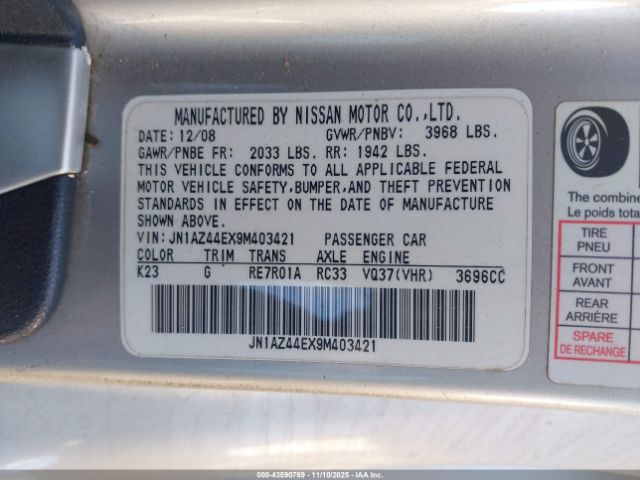 MANUFACTURED BY NISSAN MOTOR CO.,LTD.
DATE: 12/08 GVWR/PNBV: 3968 LBS.
GAWR/PNBE FR: 2033 LBS. RR: 1942 LBS.
THIS VEHICLE CONFORMS TO ALL APPLICABLE FEDERAL
MOTOR VEHICLE SAFETY,BUMPER,AND THEFT PREVENTION
STANDARDS IN EFFECT ON THE DATE OF MANUFACTURE
SHOWN ABOVE.
VIN: JN1AZ44EX9M403421 PASSENGER CAR
COLOR TRIM TRANS AXLE ENGINE
K23 G RE7R01A RC33 VQ37(VHR) 3696CC
JN1AZ44EX9M403421
The combine
Le poids tota
TIRE
PNEU
FRONT
AVANT
REAR
ARRIÈRE
SPARE
DE RECHANGE
000-43590769 - 11/10/2025 - IAAI.COM